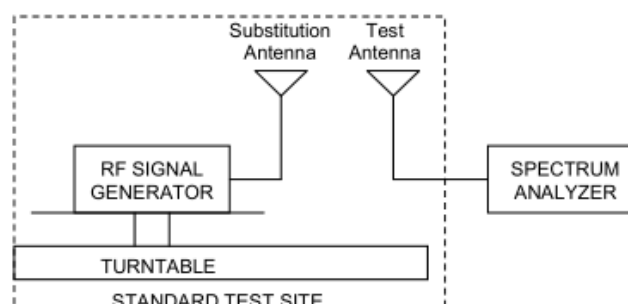 Substitution
Antenna
Test
Antenna
RF SIGNAL
GENERATOR
SPECTRUM
ANALYZER
TURNTABLE
STANDARD TEST SITE